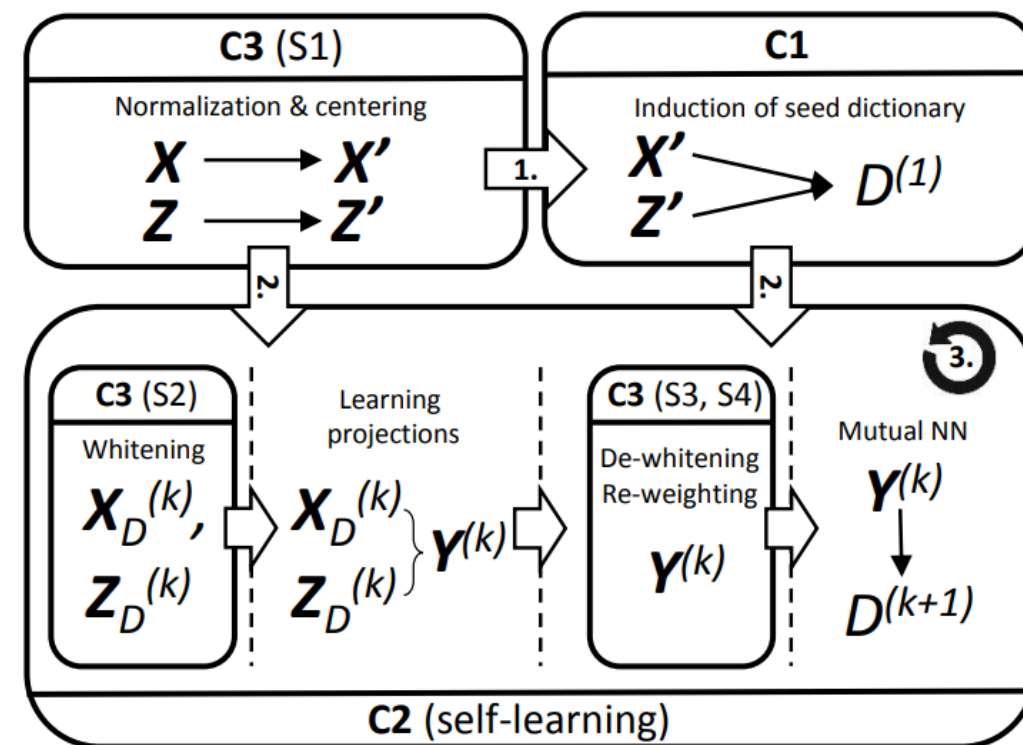 C3 (S1)
Normalization & centering
X X′
Z Z′
1.
C1
Induction of seed dictionary
X′
Z′
D(1)
2.
2.
3.
C3 (S2)
Whitening
XD(k),
ZD(k)
Learning
projections
XD(k)
ZD(k)
Y(k)
C3 (S3, S4)
De-whitening
Re-weighting
Y(k)
Mutual NN
Y(k)
D(k+1)
C2 (self-learning)